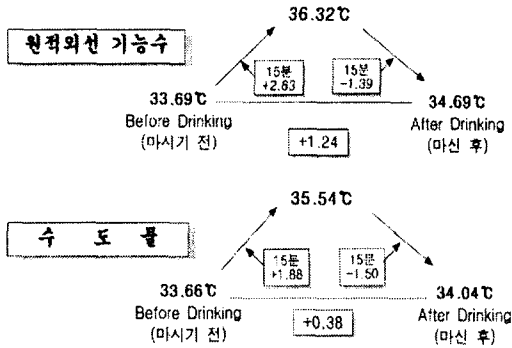 36.32℃
원적외선 기능수
15분
+2.63
15분
-1.39
33.69℃
34.69℃
Before Drinking
(마시기 전)
After Drinking
(마신 후)
+1.24
35.54℃
수 도 물
15분
+1.88
15분
-1.50
33.66℃
34.04℃
Before Drinking
(마시기 전)
After Drinking
(마신 후)
+0.38